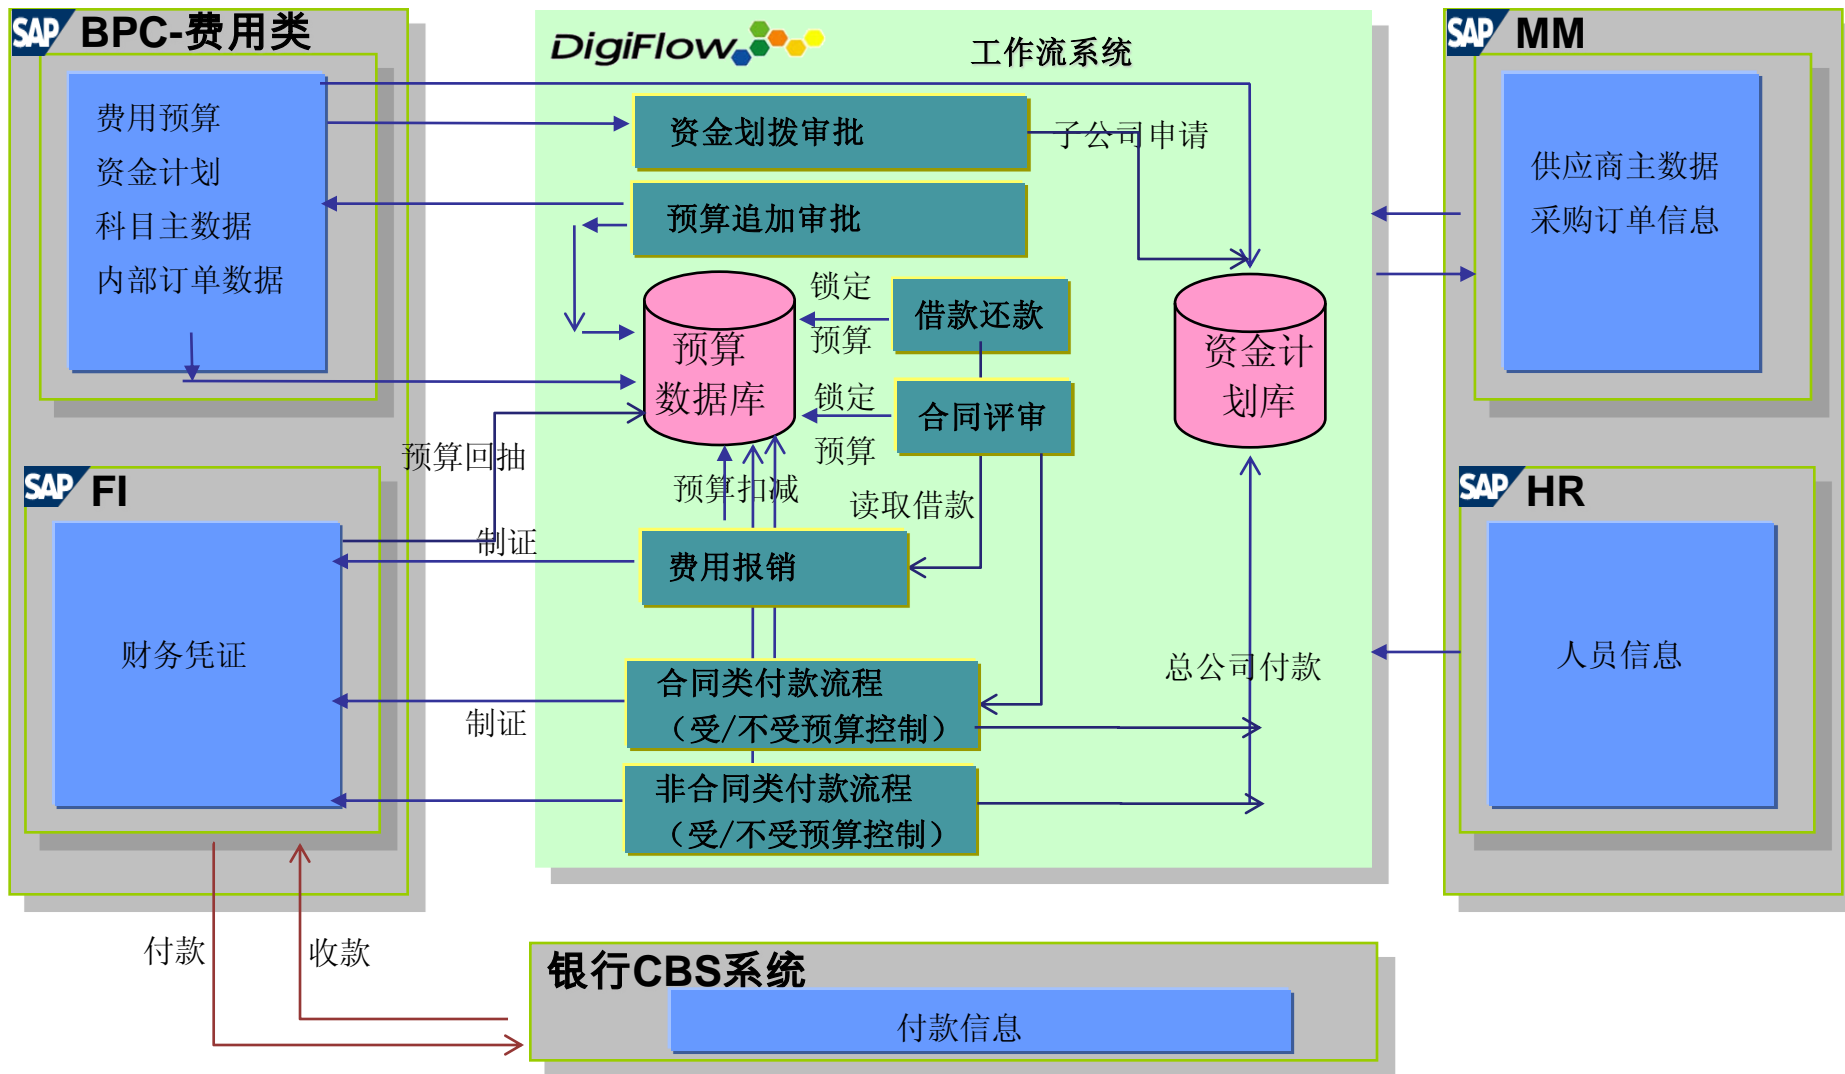 SAP BPC-费用类
费用预算
资金计划
科目主数据
内部订单数据
SAP FI
财务凭证
DigiFlow
工作流系统
资金划拨审批
子公司申请
预算追加审批
锁定
预算
借款还款
预算
数据库
资金计
划库
锁定
预算
合同评审
预算回抽
预算扣减
读取借款
制证
费用报销
总公司付款
制证
合同类付款流程
（受/不受预算控制）
非合同类付款流程
（受/不受预算控制）
SAP MM
供应商主数据
采购订单信息
SAP HR
人员信息
付款
收款
银行CBS系统
付款信息